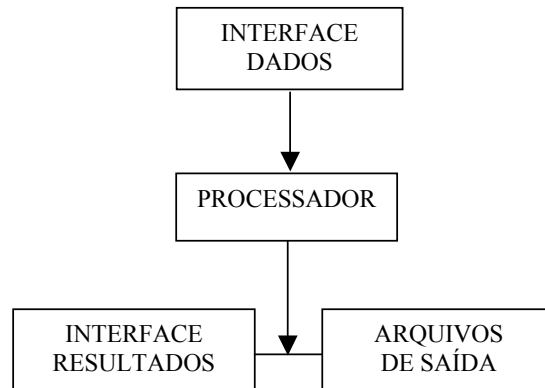 INTERFACE
DADOS
PROCESSADOR
INTERFACE
RESULTADOS
ARQUIVOS
DE SAÍDA